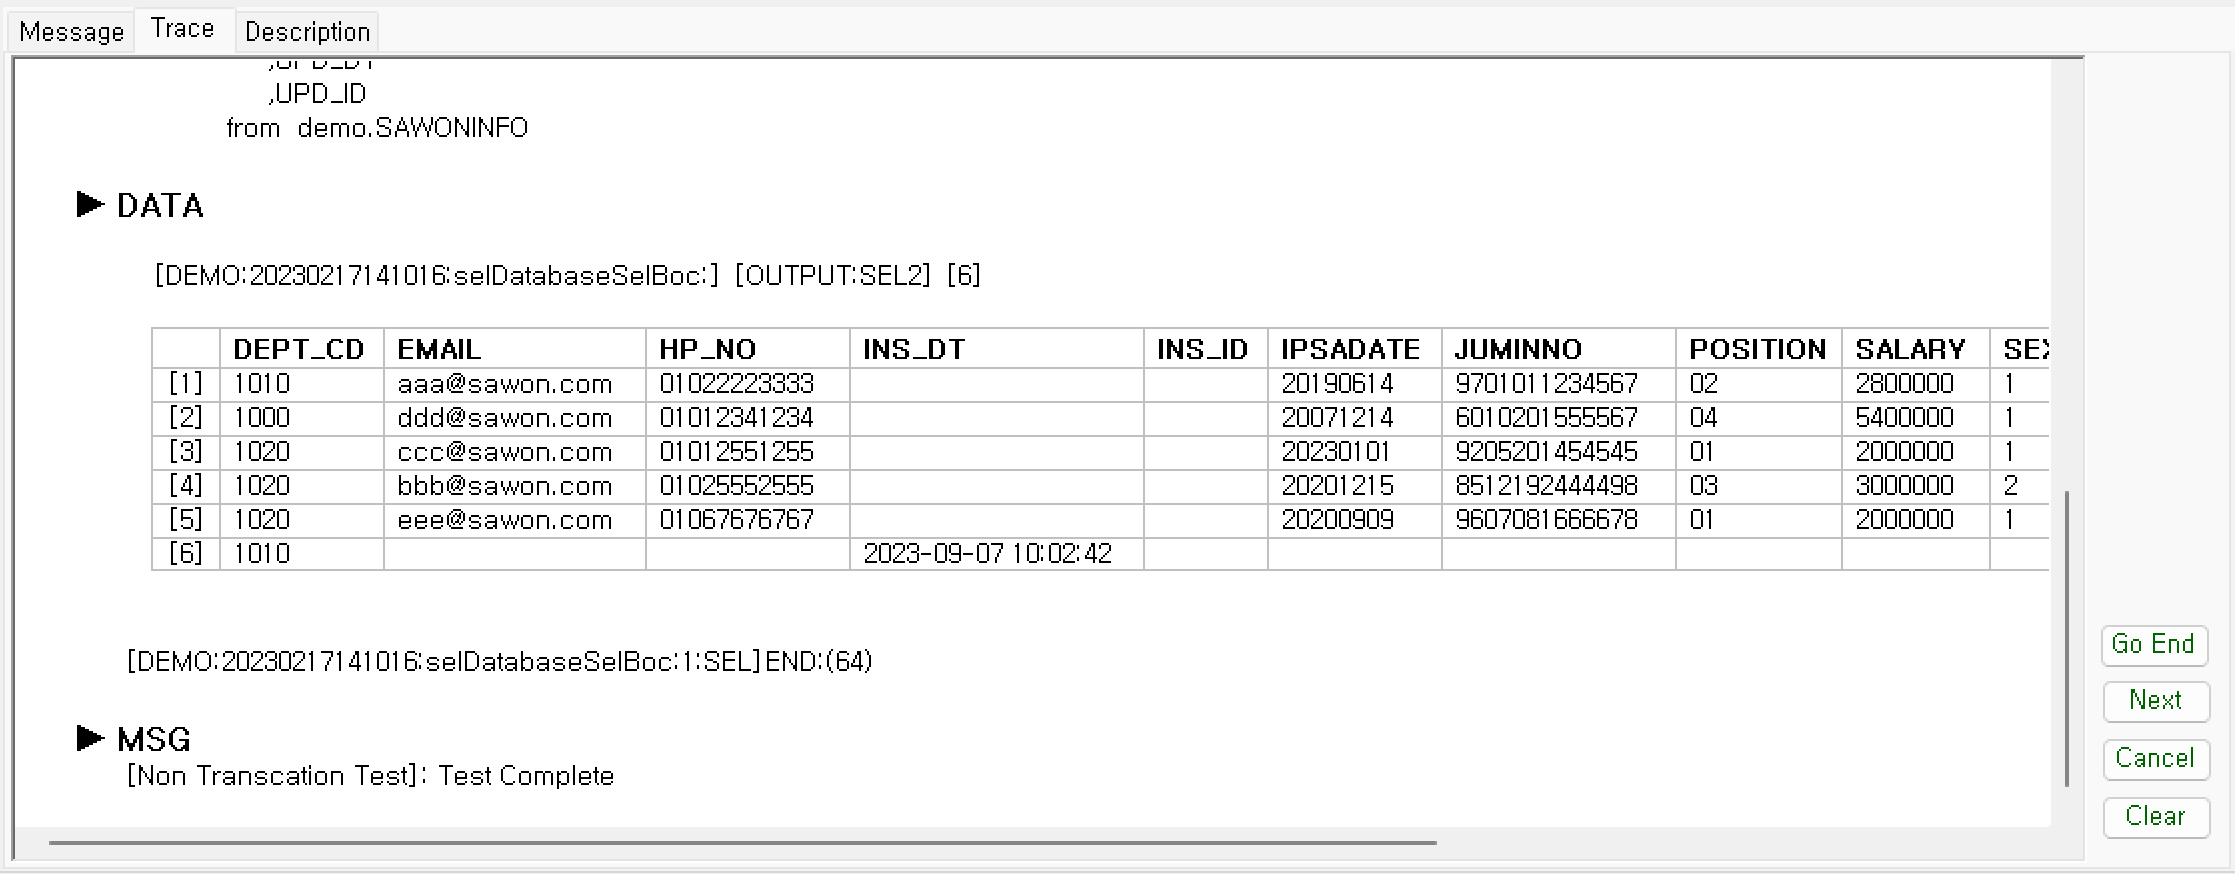 Message Trace Description
,UPD_DT
,UPD_ID
from demo.SAWONINFO
▶ DATA
[DEMO:20230217141016:selDatabaseSelBoc:] [OUTPUT:SEL2] [6]
DEPT_CD EMAIL HP_NO INS_DT INS_ID IPSADATE JUMINNO POSITION SALARY SEX
[1] 1010 aaa@sawon.com 01022223333 20190614 9701011234567 02 2800000 1
[2] 1000 ddd@sawon.com 01012341234 20071214 6010201555567 04 5400000 1
[3] 1020 ccc@sawon.com 01012551255 20230101 9205201454545 01 2000000 1
[4] 1020 bbb@sawon.com 01025552555 20201215 8512192444498 03 3000000 2
[5] 1020 eee@sawon.com 01067676767 20200909 9607081666678 01 2000000 1
[6] 1010 2023-09-07 10:02:42
[DEMO:20230217141016:selDatabaseSelBoc:1:SEL]END:(64)
▶ MSG
[Non Transcation Test]: Test Complete
Go End
Next
Cancel
Clear